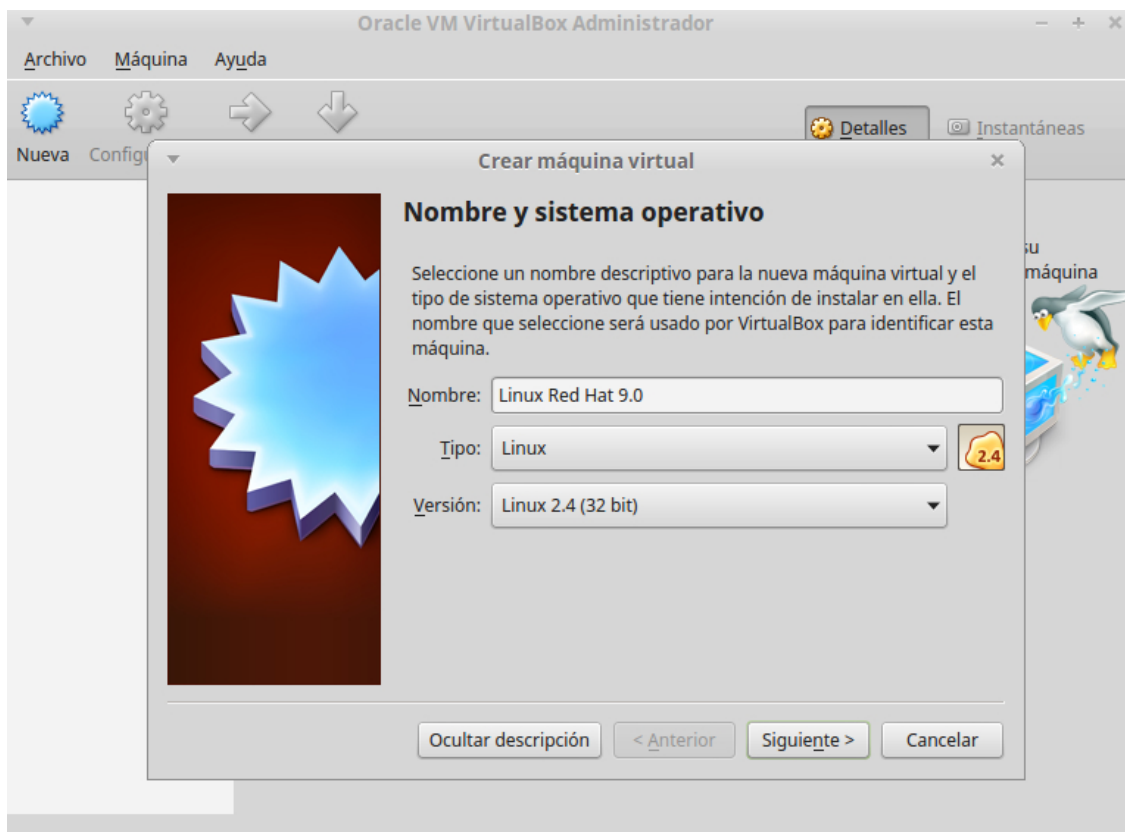 Oracle VM VirtualBox Administrador
Archivo Máquina Ayuda
Nueva
Detalles Instantáneas
Crear máquina virtual
Nombre y sistema operativo
su
máquina
Seleccione un nombre descriptivo para la nueva máquina virtual y el
tipo de sistema operativo que tiene intención de instalar en ella. El
nombre que seleccione será usado por VirtualBox para identificar esta
máquina.
Nombre: Linux Red Hat 9.0
Tipo: Linux
2.4
Versión: Linux 2.4 (32 bit)
Ocultar descripción < Anterior Siguiente > Cancelar